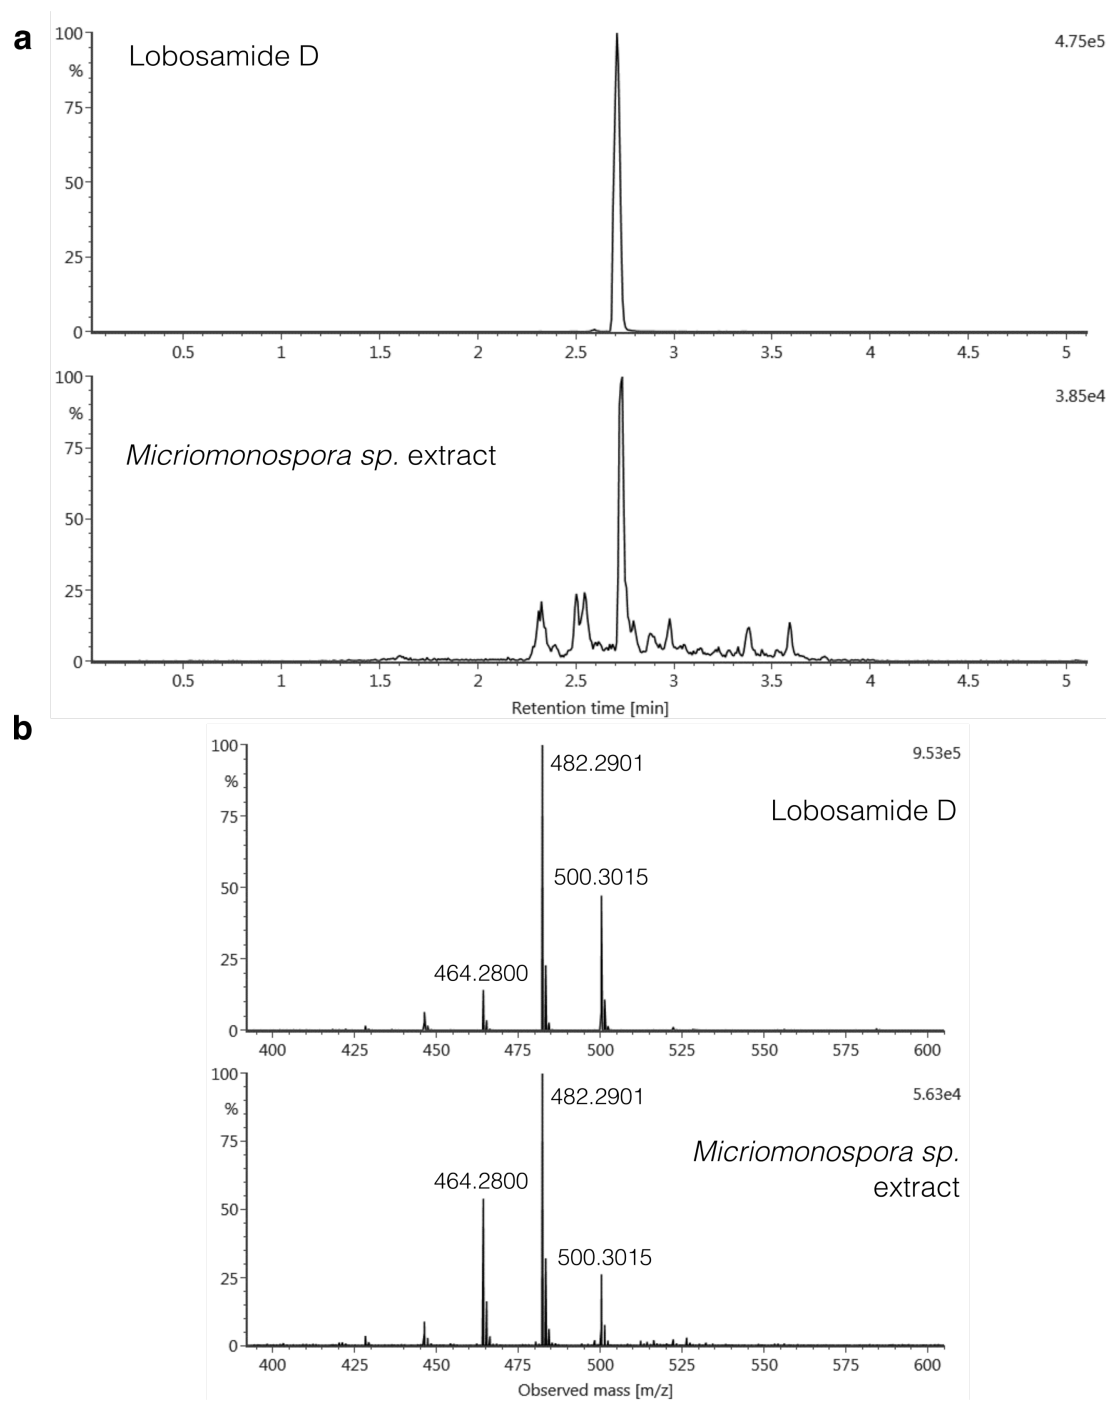 a
100
4.75e5
Lobosamide D
%
75
50
25
0
0.5 1 1.5 2 2.5 3 3.5 4 4.5 5
100
3.85e4
%
75
Micriomonospora sp. extract
50
25
0
0.5 1 1.5 2 2.5 3 3.5 4 4.5 5
Retention time [min]
b
100
9.53e5
482.2901
%
Lobosamide D
75
500.3015
50
464.2800
25
0
400 425 450 475 500 525 550 575 600
100
482.2901
5.63e4
%
75
Micriomonospora sp.
extract
464.2800
50
500.3015
25
0
400 425 450 475 500 525 550 575 600
Observed mass [m/z]